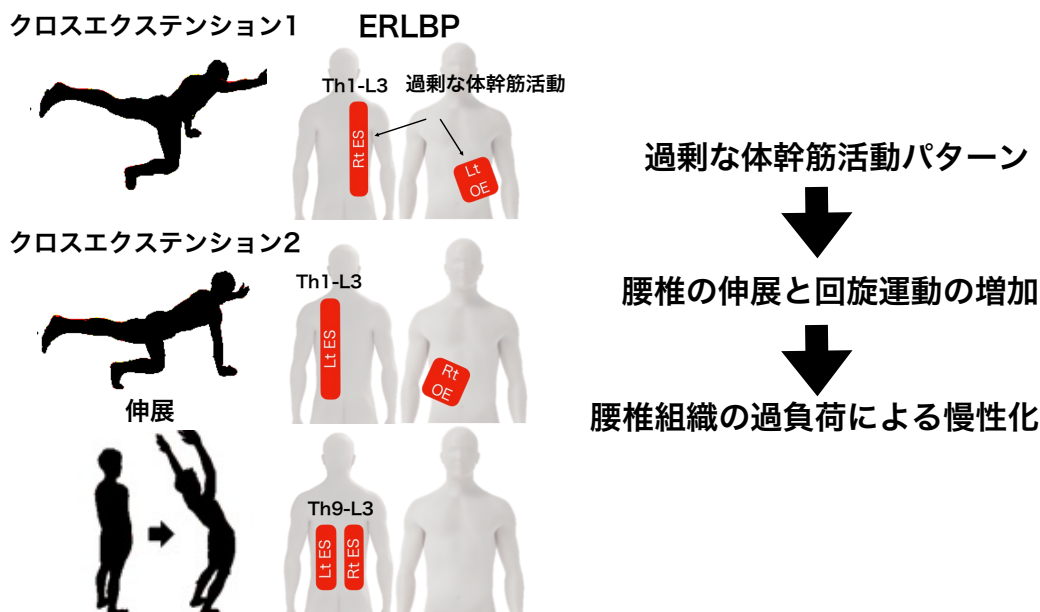 クロスエクステンション1
ERLBP
Th1-L3
過剰な体幹筋活動
Rt ES
Lt
OE
クロスエクステンション2
Th1-L3
Lt ES
Rt
OE
伸展
Th9-L3
Lt ES
Rt ES
過剰な体幹筋活動パターン
腰椎の伸展と回旋運動の増加
腰椎組織の過負荷による慢性化